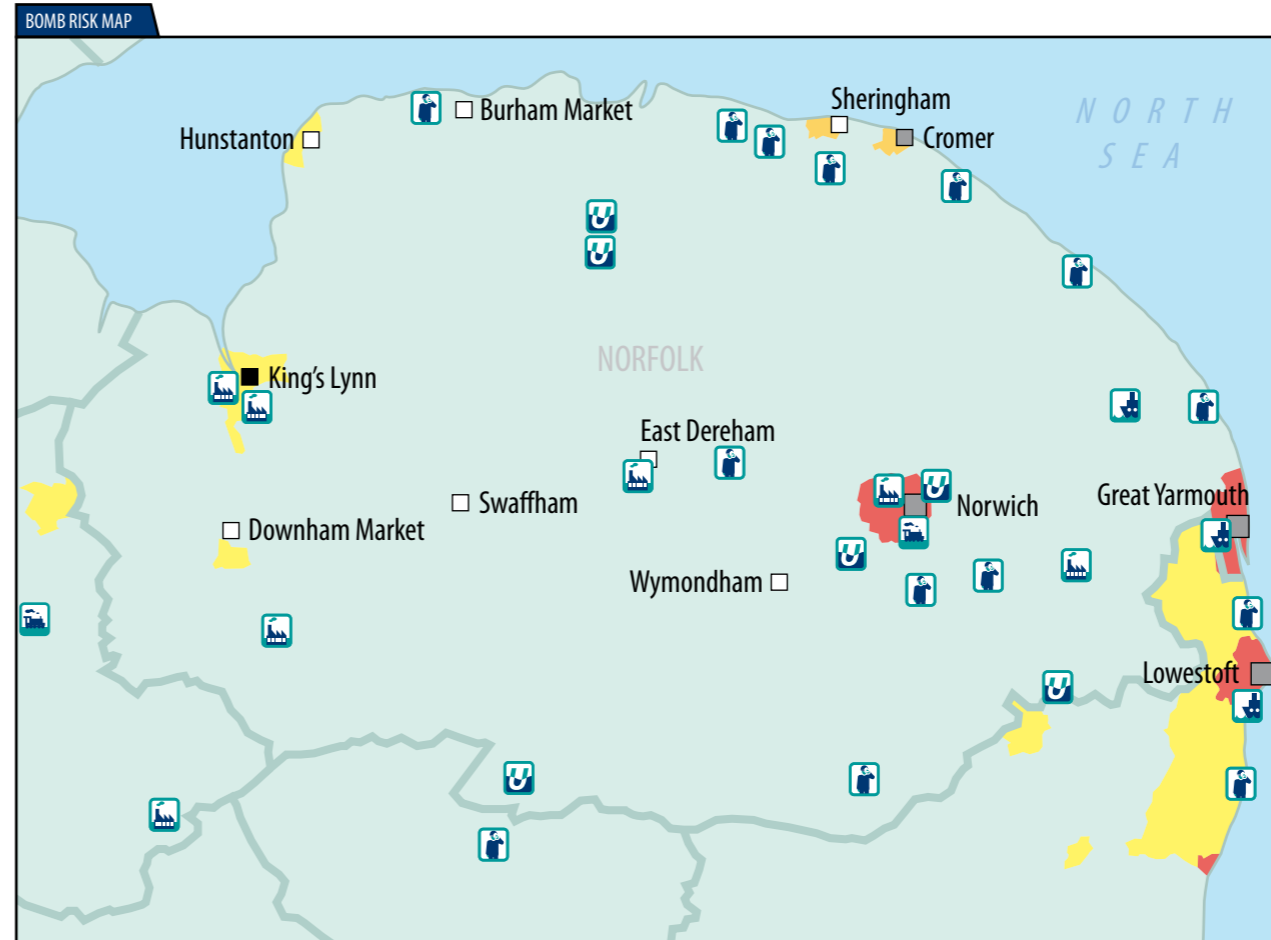 BOMB RISK MAP
Burham Market
Sheringham
NORTH
SEA
Hunstanton
Cromer
NORFOLK
King's Lynn
East Dereham
Swaffham
Norwich
Great Yarmouth
Downham Market
Wymondham
Lowestoft